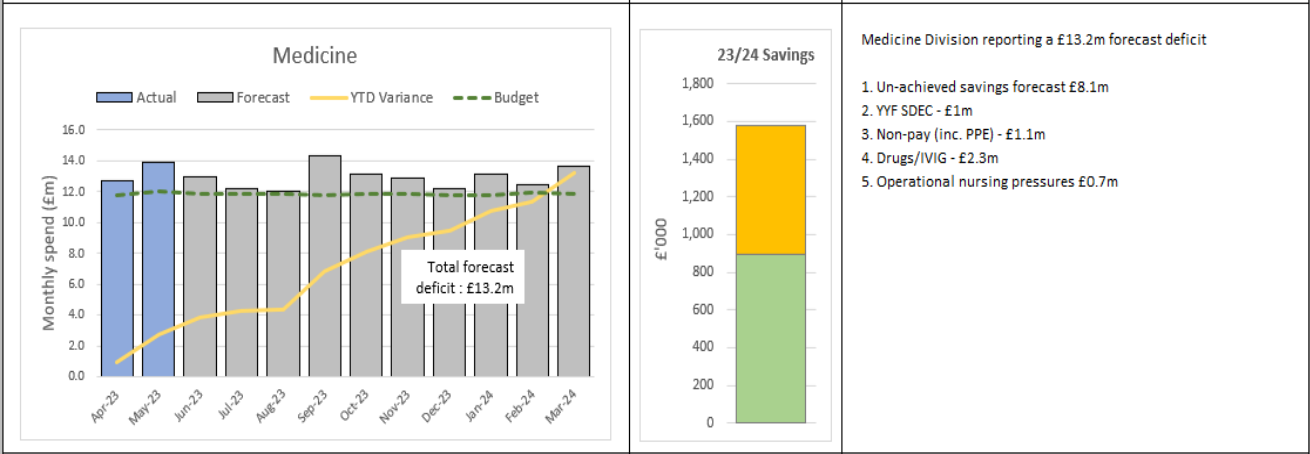 Medicine
Actual
Forecast
YTD Variance
Budget
Monthly spend (£m)
16.0
14.0
12.0
10.0
8.0
6.0
4.0
2.0
0.0
Total forecast
deficit : £13.2m
Apr-23
May-23
Jun-23
Jul-23
Aug-23
Sep-23
Oct-23
Nov-23
Dec-23
Jan-24
Feb-24
Mar-24
23/24 Savings
£'000
1,800
1,600
1,400
1,200
1,000
800
600
400
200
0
Medicine Division reporting a £13.2m forecast deficit
1. Un-achieved savings forecast £8.1m
2. YYF SDEC - £1m
3. Non-pay (inc. PPE) - £1.1m
4. Drugs/IVIG - £2.3m
5. Operational nursing pressures £0.7m